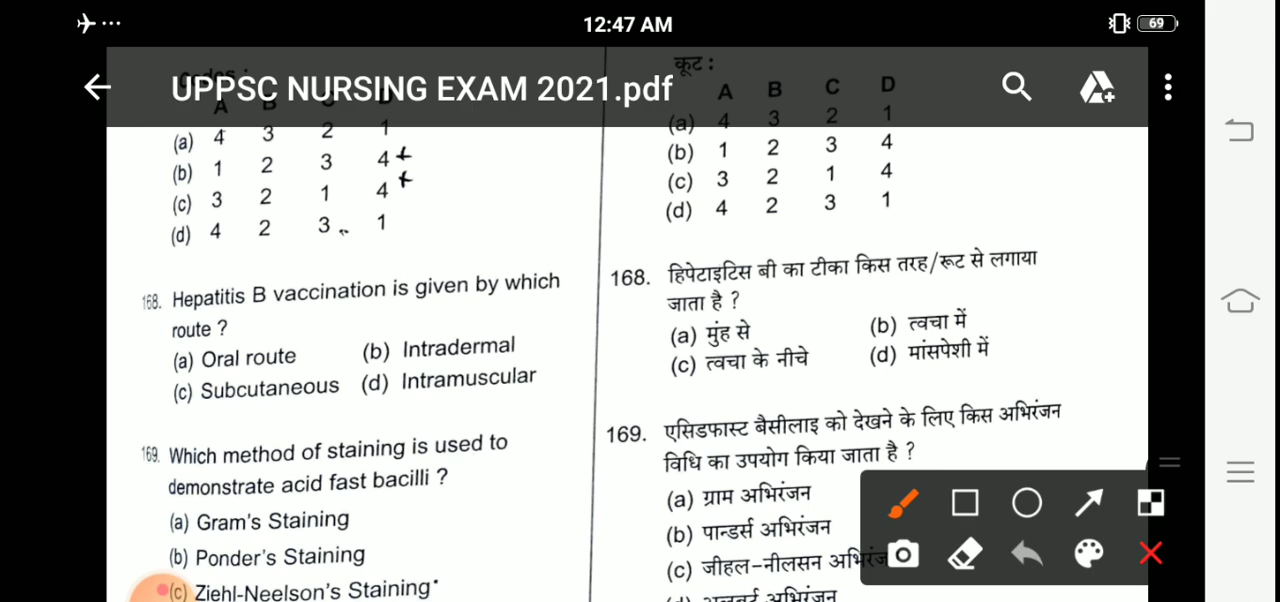 12:47 AM
69
UPPSC NURSING EXAM 2021.pdf
Codes :
A B C D
(a) 4 3 2 1
(b) 1 2 3 4
(c) 3 2 1 4
(d) 4 2 3 1
168. Hepatitis B vaccination is given by which
route ?
(a) Oral route (b) Intradermal
(c) Subcutaneous (d) Intramuscular
169. Which method of staining is used to
demonstrate acid fast bacilli ?
(a) Gram's Staining
(b) Ponder's Staining
(c) Ziehl-Neelson's Staining
कूट :
A B C D
(a) 4 3 2 1
(b) 1 2 3 4
(c) 3 2 1 4
(d) 4 2 3 1
168. हिपेटाइटिस बी का टीका किस तरह/रूट से लगाया
जाता है ?
(a) मुंह से (b) त्वचा में
(c) त्वचा के नीचे (d) मांसपेशी में
169. एसिडफास्ट बैसीलाइ को देखने के लिए किस अभिरंजन
विधि का उपयोग किया जाता है ?
(a) ग्राम अभिरंजन
(b) पान्डर्स अभिरंजन
(c) जीहल-नीलसन